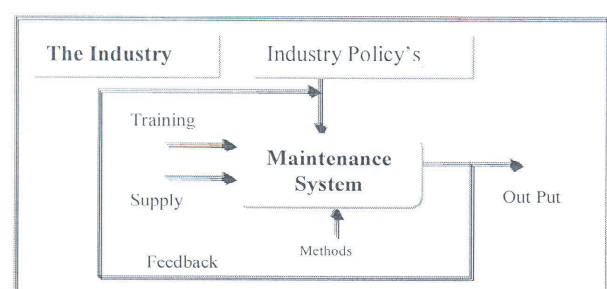 The Industry
Industry Policy's
Training
Maintenance
System
Supply
Out Put
Methods
Feedback